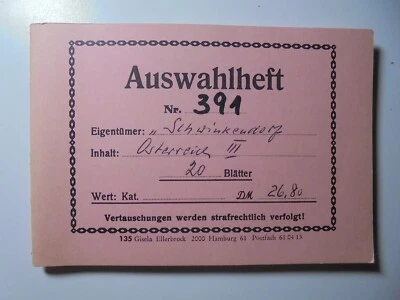 Auswahlheft
Nr. 391
Eigentümer: „Schwinkendorf
Inhalt: Österreich III
20 Blätter
Wert: Kat. DM 26,80
Vertauschungen werden strafrechtlich verfolgt!
135 Gisela Ellerbrock 2000 Hamburg 61 Postfach 61 04 13